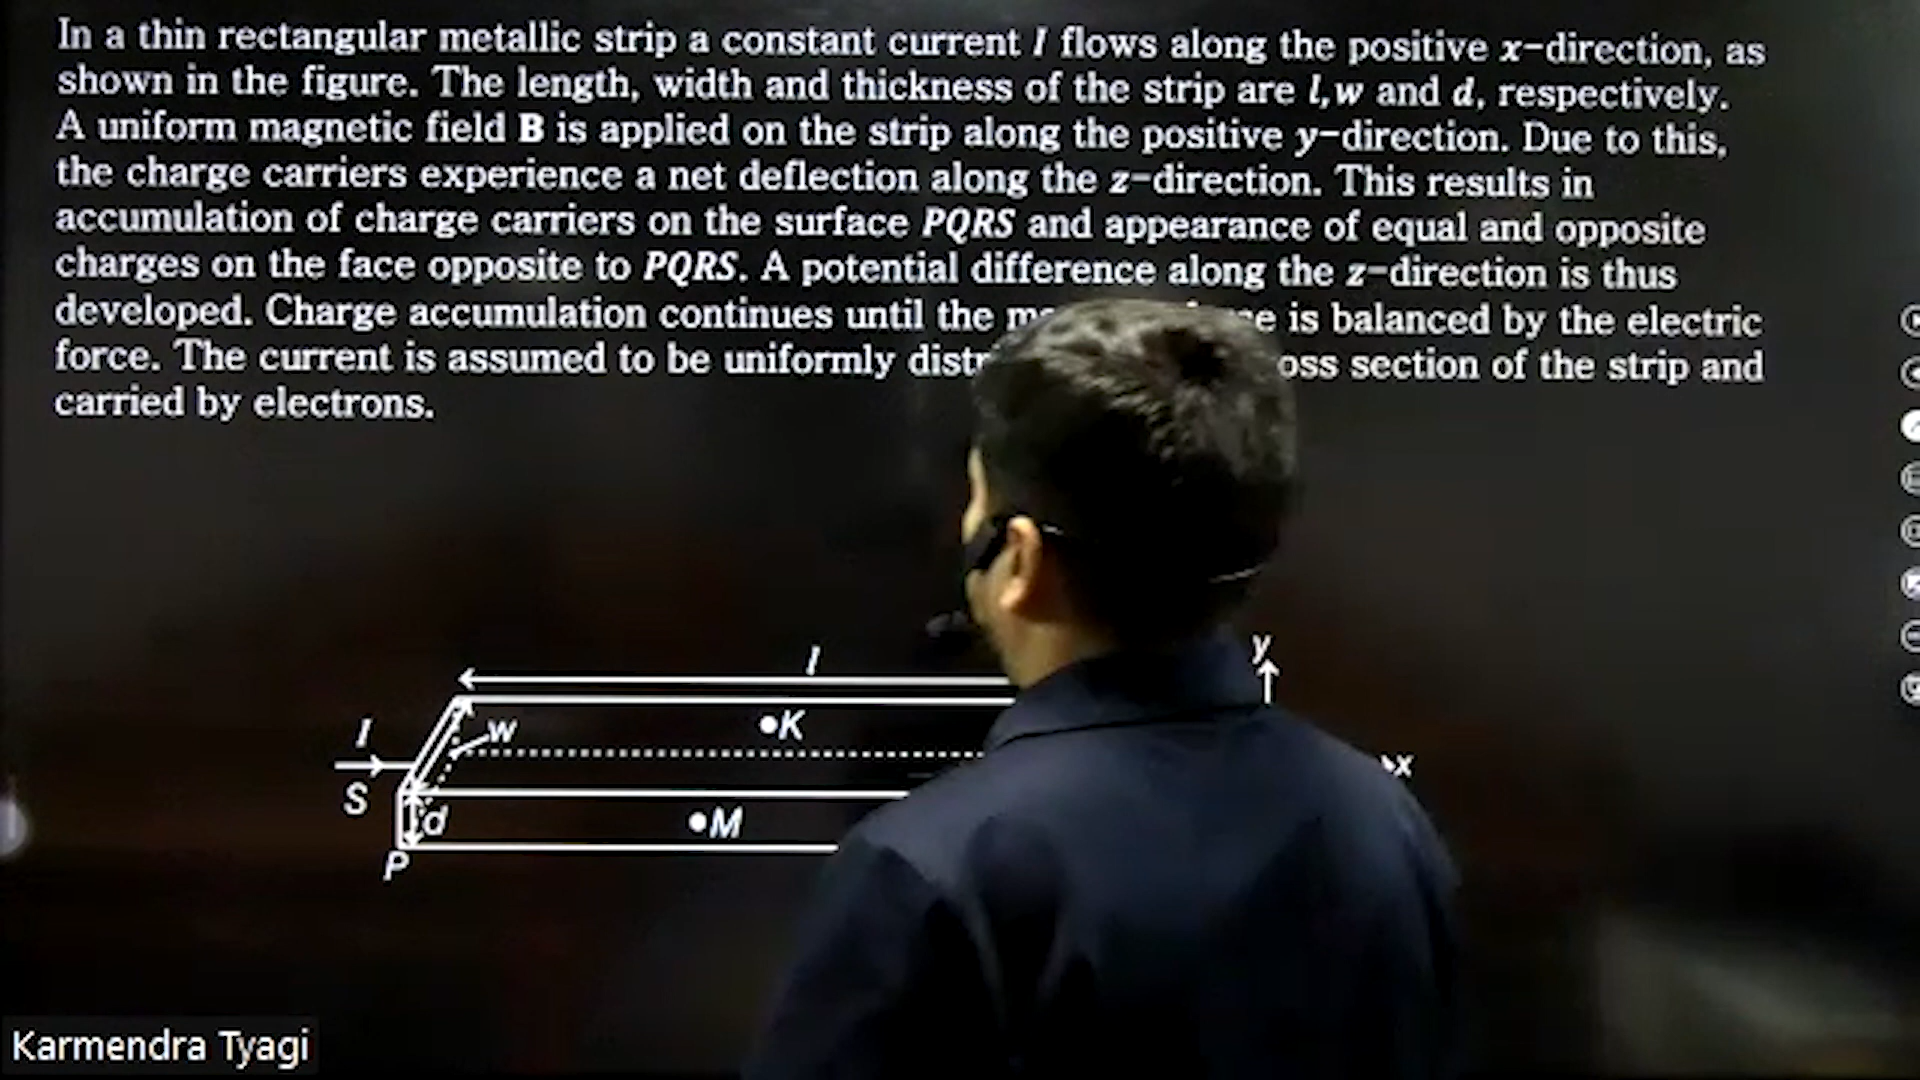 In a thin rectangular metallic strip a constant current I flows along the positive x-direction, as
shown in the figure. The length, width and thickness of the strip are l,w and d, respectively.
A uniform magnetic field B is applied on the strip along the positive y-direction. Due to this,
the charge carriers experience a net deflection along the z-direction. This results in
accumulation of charge carriers on the surface PQRS and appearance of equal and opposite
charges on the face opposite to PQRS. A potential difference along the z-direction is thus
developed. Charge accumulation continues until the is balanced by the electric
force. The current is assumed to be uniformly section of the strip and
carried by electrons.
l
y
K
I
w
x
S
d
M
P
Karmendra Tyagi